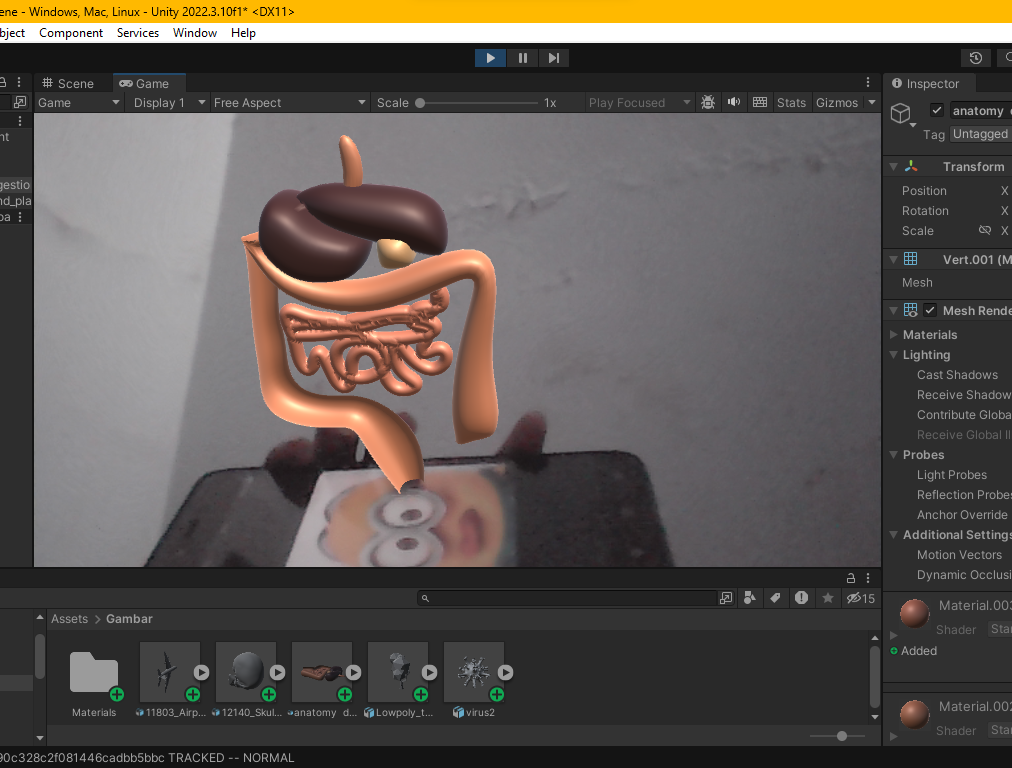 ene - Windows, Mac, Linux - Unity 2022.3.10f1* <DX11>
bject Component Services Window Help
Scene Game
Game Display 1 Free Aspect Scale 1x Play Focused Stats Gizmos
Inspector
anatomy
Tag Untagged
Transform
Position X
Rotation X
Scale X
Vert.001 (M
Mesh
Mesh Rende
Materials
Lighting
Cast Shadows
Receive Shadow
Contribute Globa
Receive Global Il
Probes
Light Probes
Reflection Probes
Anchor Override
Additional Settings
Motion Vectors
Dynamic Occlusi
Material.003
Shader Star
Added
Material.002
Shader Star
nt
gestio
nd_pla
pa
15
Assets > Gambar
Materials
11803_Airp...
12140_Skul...
anatomy d...
Lowpoly_t...
virus2
90c328c2f081446cadbb5bbc TRACKED -- NORMAL